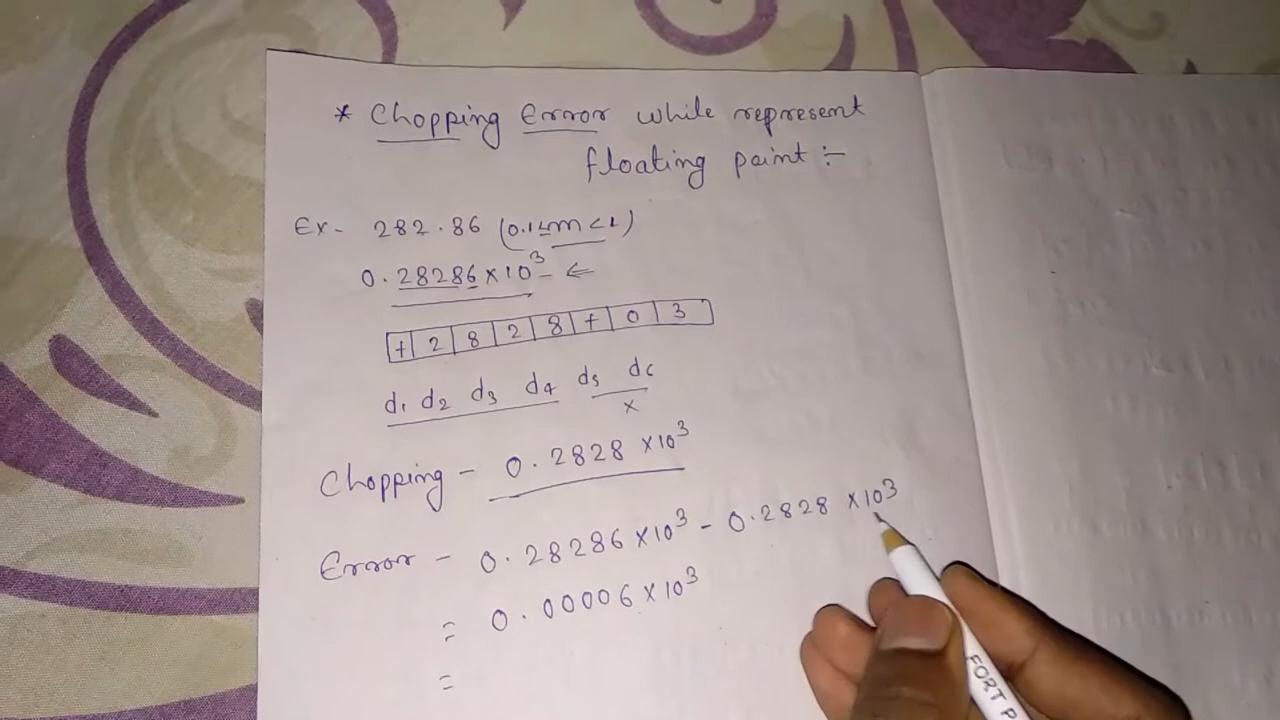 * Chopping Error while represent
floating paint :-
Ex- 282.86 (0.1≤m<1)
0.28286×10³ ←
+ 2 8 2 8 + 0 3
d₁ d₂ d₃ d₄ d₅ d₆
×
Chopping - 0.2828 ×10³
Error - 0.28286×10³ - 0.2828 ×10³
= 0.00006×10³
=
FORT P